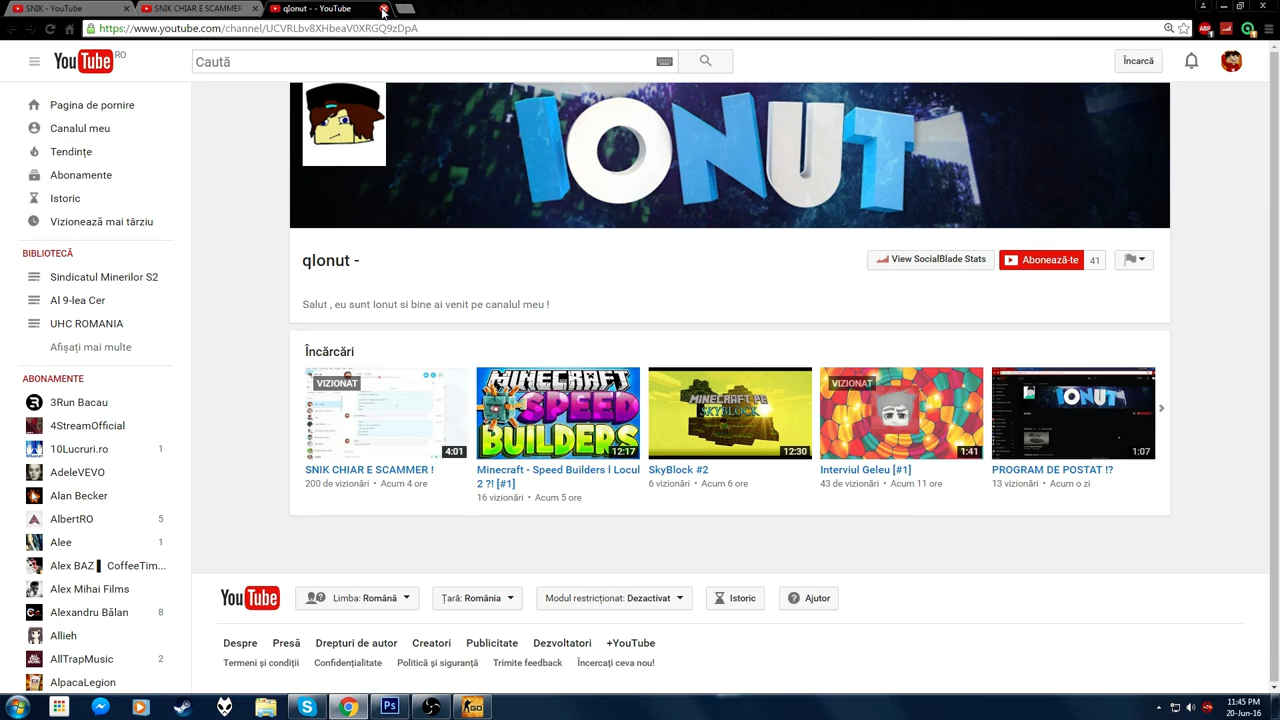 SNIK - YouTube
SNIK CHIAR E SCAMMER
qIonut - - YouTube
https://www.youtube.com/channel/UCVRLbv8XHbeaV0XRGQ9zDpA
YouTube RO
Caută
Încarcă
Pagina de pornire
Canalul meu
Tendințe
Abonamente
Istoric
Vizionează mai târziu
BIBLIOTECĂ
Sindicatul Minerilor S2
Al 9-lea Cer
UHC ROMANIA
Afișați mai multe
ABONAMENTE
3Run Bacau
4StreamOfficial
10Lucruri.ro 1
AdeleVEVO
Alan Becker
AlbertRO 5
Alee 1
Alex BAZ ▌ CoffeeTim...
Alex Mihai Films
Alexandru Bălan 8
Allieh
AllTrapMusic 2
AlpacaLegion
IONUT
qIonut -
View SocialBlade Stats
Abonează-te 41
Salut , eu sunt Ionut si bine ai venit pe canalul meu !
Încărcări
VIZIONAT
4:01
SNIK CHIAR E SCAMMER !
200 de vizionări • Acum 4 ore
MINECRAFT
SPEED
BUILDERS
12:17
Minecraft - Speed Builders l Locul
2 ?! [#1]
16 vizionări • Acum 5 ore
MINECRAFT PE
SKYBLOCK
12:30
SkyBlock #2
6 vizionări • Acum 6 ore
VIZIONAT
1:41
Interviul Geleu [#1]
43 de vizionări • Acum 11 ore
IONUT
1:07
PROGRAM DE POSTAT !?
13 vizionări • Acum o zi
YouTube
Limba: Română
Țară: România
Modul restricționat: Dezactivat
Istoric
Ajutor
Despre
Presă
Drepturi de autor
Creatori
Publicitate
Dezvoltatori
+YouTube
Termeni și condiții
Confidențialitate
Politică și siguranță
Trimite feedback
Încercați ceva nou!
11:45 PM
20-Jun-16